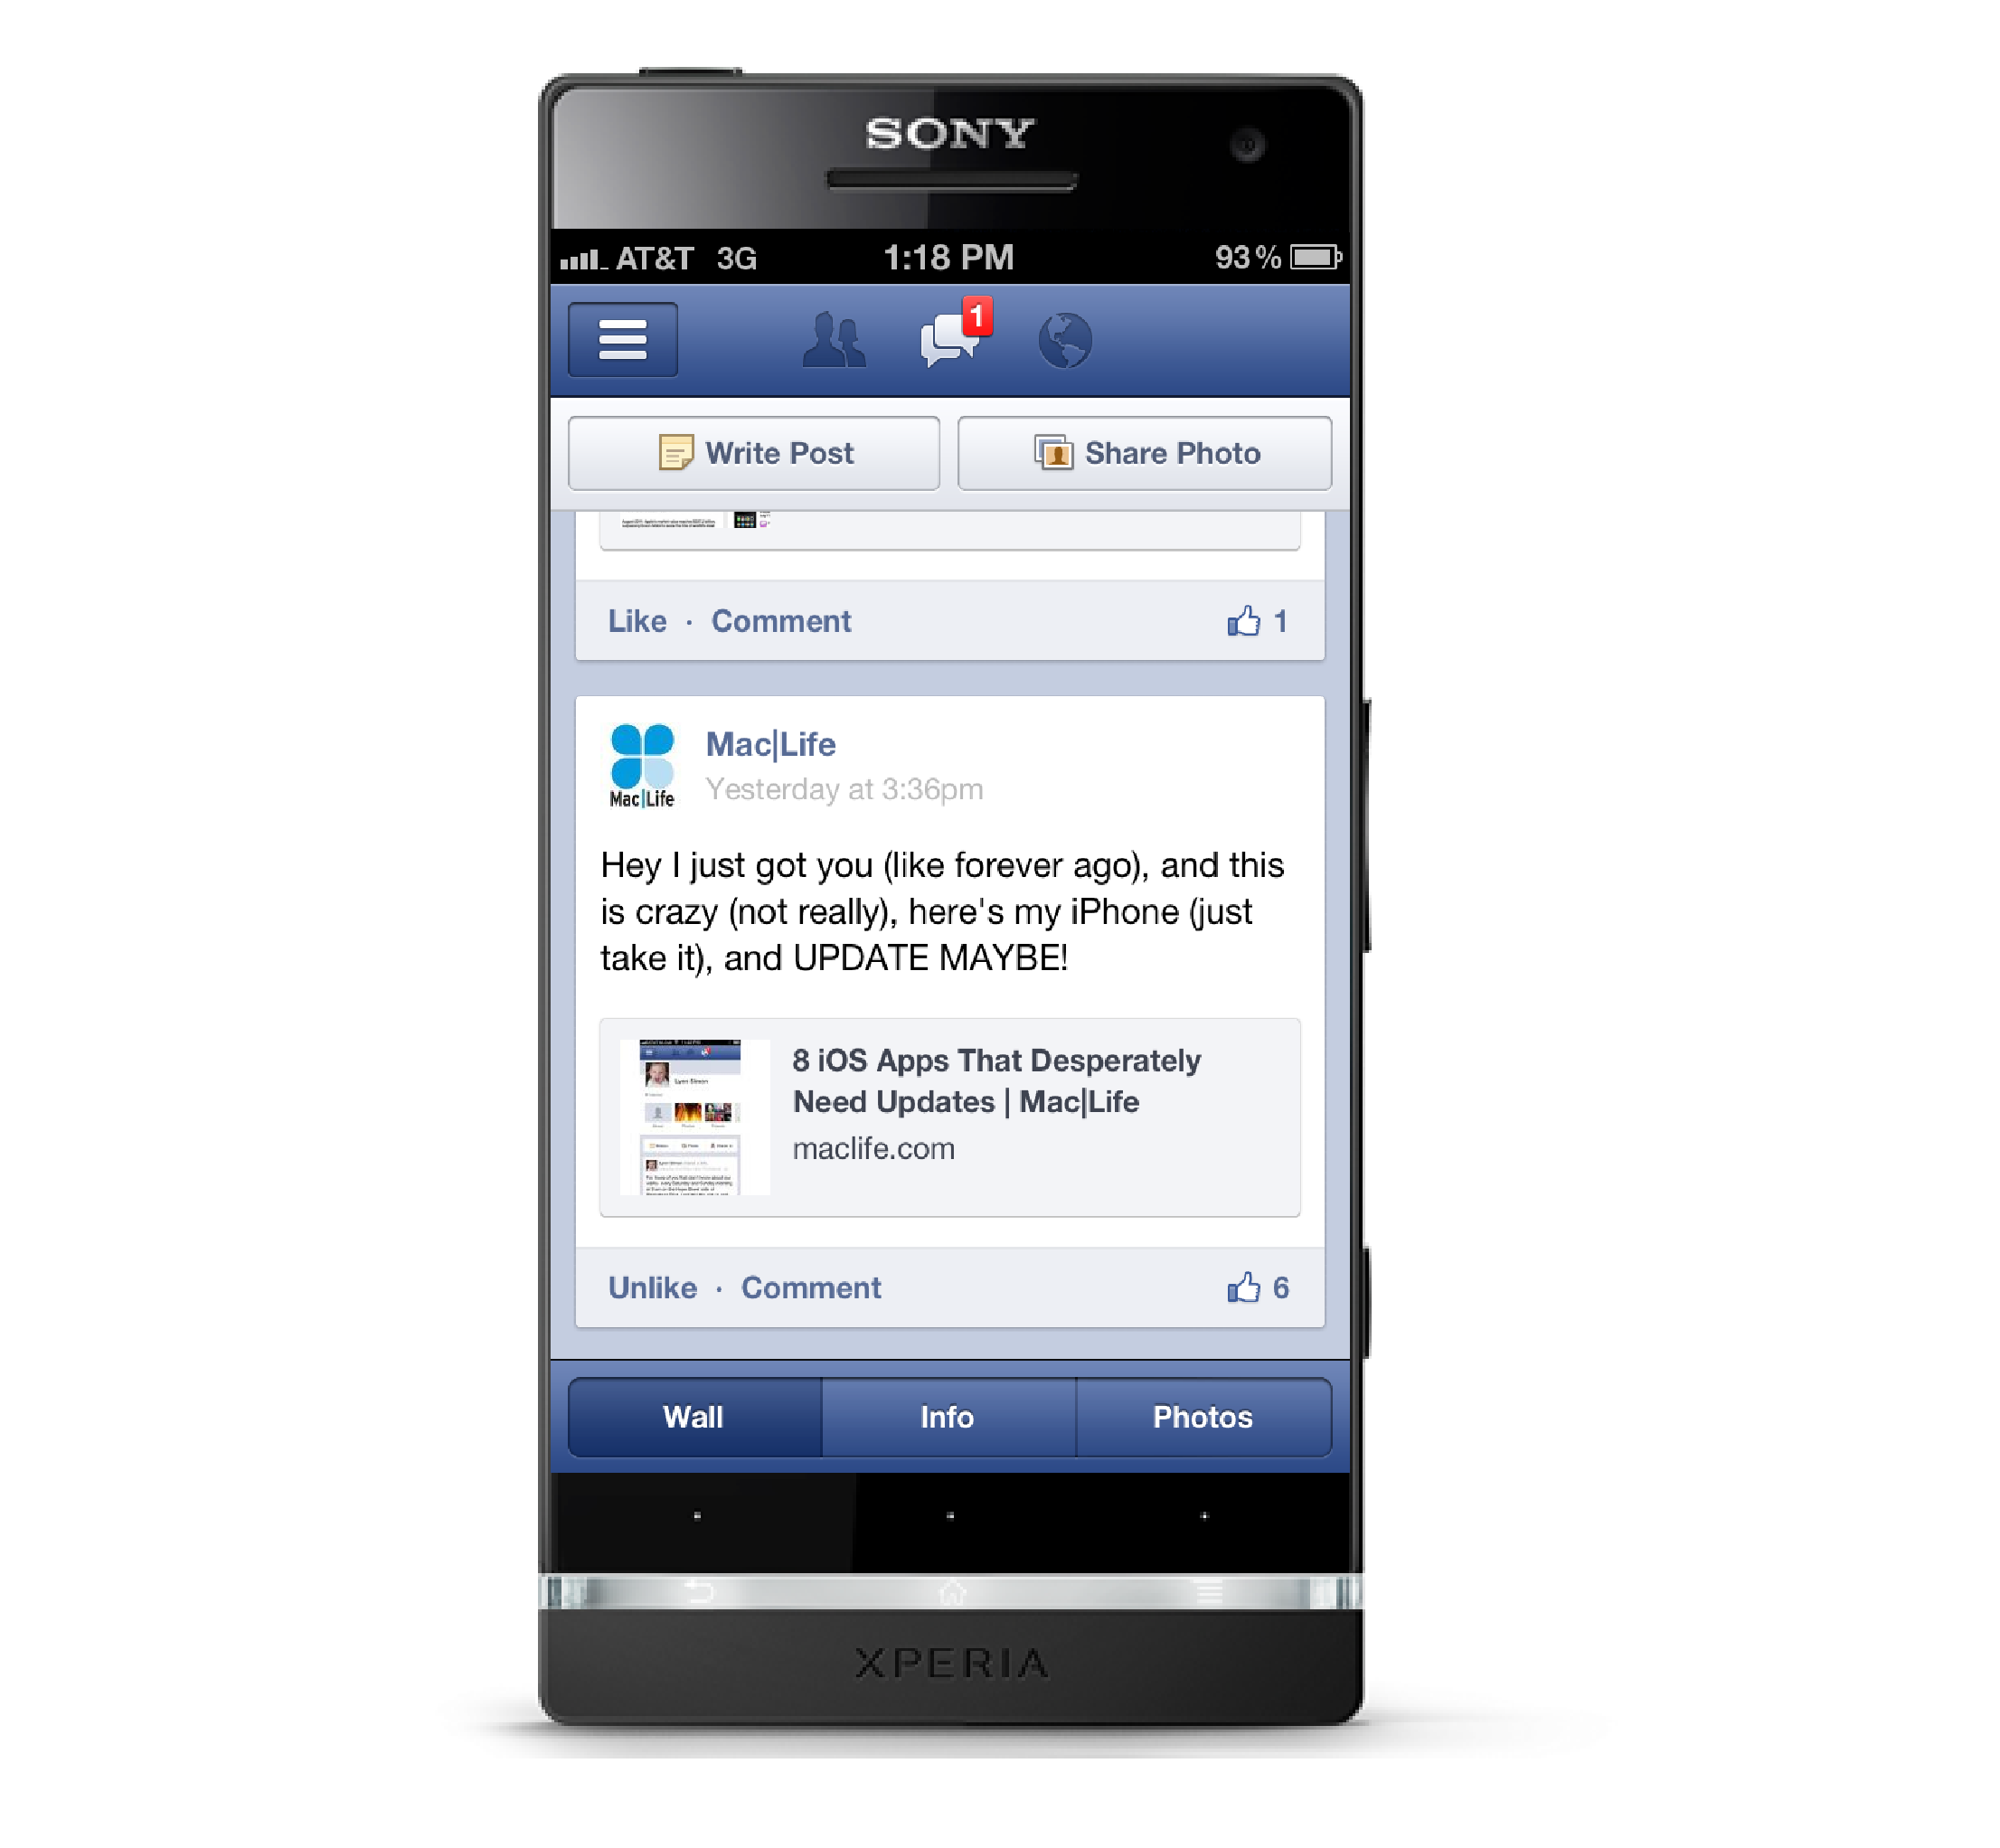 SONY
AT&T 3G 1:18 PM 93%
1
Write Post Share Photo
Like · Comment 1
Mac|Life
Mac|Life
Yesterday at 3:36pm
Hey I just got you (like forever ago), and this
is crazy (not really), here's my iPhone (just
take it), and UPDATE MAYBE!
8 iOS Apps That Desperately
Need Updates | Mac|Life
maclife.com
Unlike · Comment 6
Wall Info Photos
XPERIA